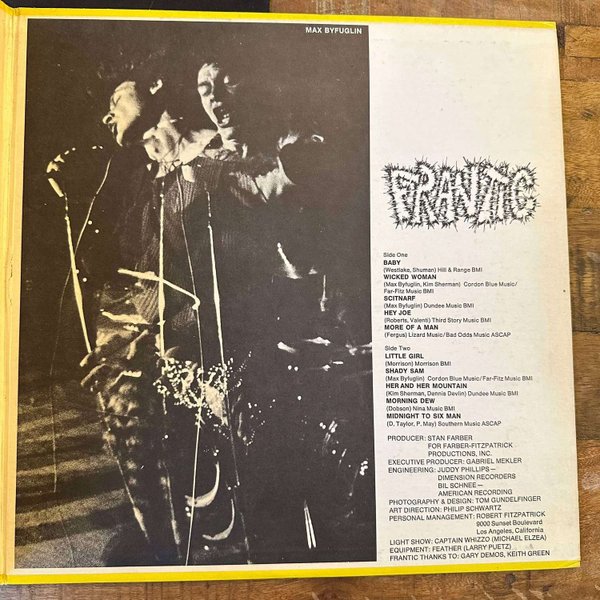 MAX BYFUGLIN
FRANTIC
Side One
BABY
(Westlake, Shuman) Hill & Range BMI
WICKED WOMAN
(Max Byfuglin, Kim Sherman) Cordon Blue Music/
Far-Fitz Music BMI
SCITNARF
(Max Byfuglin) Dundee Music BMI
HEY JOE
(Roberts, Valenti) Third Story Music BMI
MORE OF A MAN
(Fergus) Lizard Music/Bad Odds Music ASCAP
Side Two
LITTLE GIRL
(Morrison) Morrison BMI
SHADY SAM
(Max Byfuglin) Cordon Blue Music/Far-Fitz Music BMI
HER AND HER MOUNTAIN
(Kim Sherman, Dennis Devlin) Dundee Music BMI
MORNING DEW
(Dobson) Nina Music BMI
MIDNIGHT TO SIX MAN
(D. Taylor, P. May) Southern Music ASCAP
PRODUCER: STAN FARBER
FOR FARBER-FITZPATRICK
PRODUCTIONS, INC.
EXECUTIVE PRODUCER: GABRIEL MEKLER
ENGINEERING: JUDDY PHILLIPS—
DIMENSION RECORDERS
BIL SCHNEE—
AMERICAN RECORDING
PHOTOGRAPHY & DESIGN: TOM GUNDELFINGER
ART DIRECTION: PHILIP SCHWARTZ
PERSONAL MANAGEMENT: ROBERT FITZPATRICK
9000 Sunset Boulevard
Los Angeles, California
LIGHT SHOW: CAPTAIN WHIZZO (MICHAEL ELZEA)
EQUIPMENT: FEATHER (LARRY PUETZ)
FRANTIC THANKS TO: GARY DEMOS, KEITH GREEN